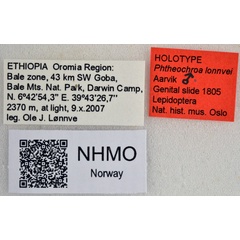 ETHIOPIA Oromia Region:
Bale zone, 43 km SW Goba,
Bale Mts. Nat. Park, Darwin Camp,
N. 6°42'54,3" E. 39°43'26,7"
2370 m, at light, 9.x.2007
leg. Ole J. Lønnve
HOLOTYPE
Phtheochroa lonnvei
Aarvik ♂
Genital slide 1805
Lepidoptera
Nat. hist. mus. Oslo
NHMO
Norway